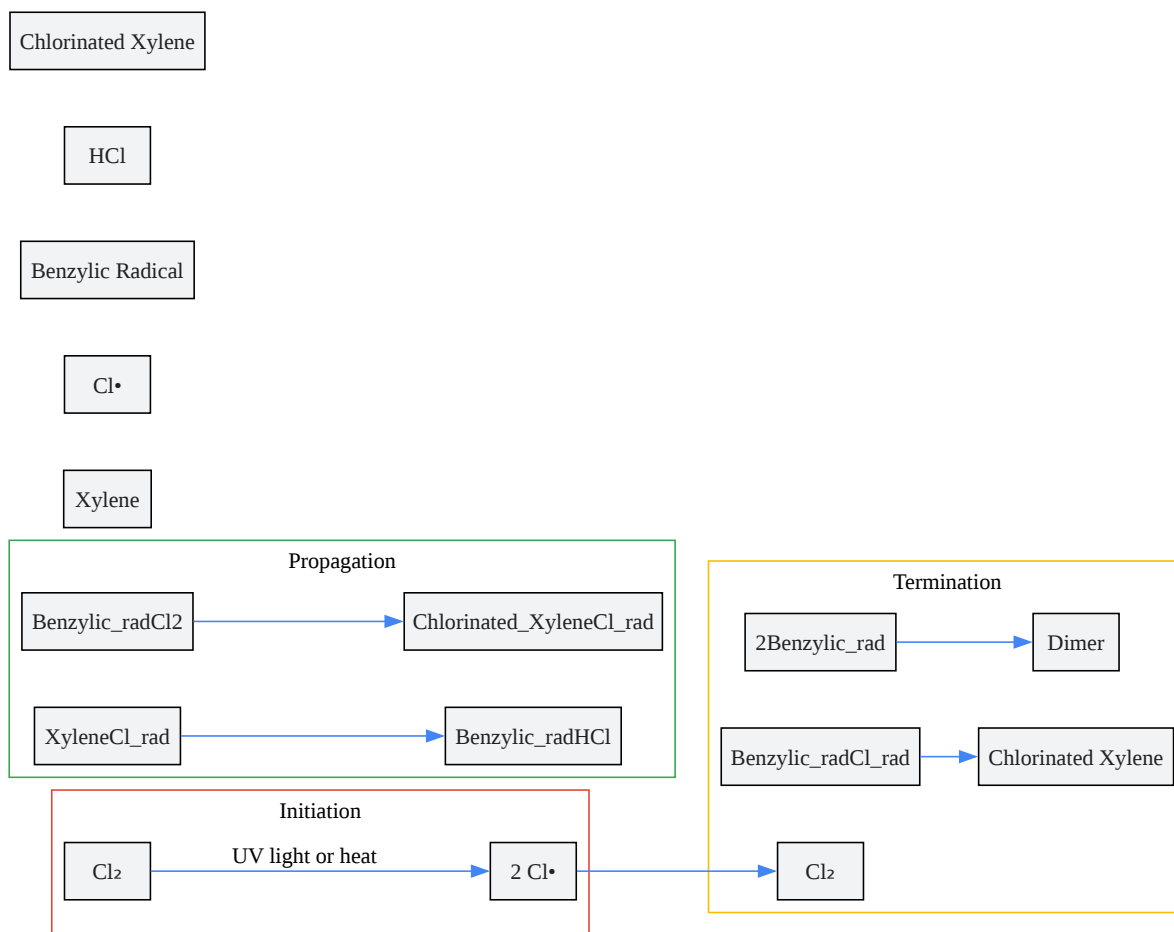 Chlorinated Xylene
HCl
Benzylic Radical
Cl•
Xylene
Propagation
Benzylic_radCl2
Chlorinated_XyleneCl_rad
XyleneCl_rad
Benzylic_radHCl
Termination
2Benzylic_rad
Dimer
Benzylic_radCl_rad
Chlorinated Xylene
Initiation
Cl₂
UV light or heat
2 Cl•
Cl₂